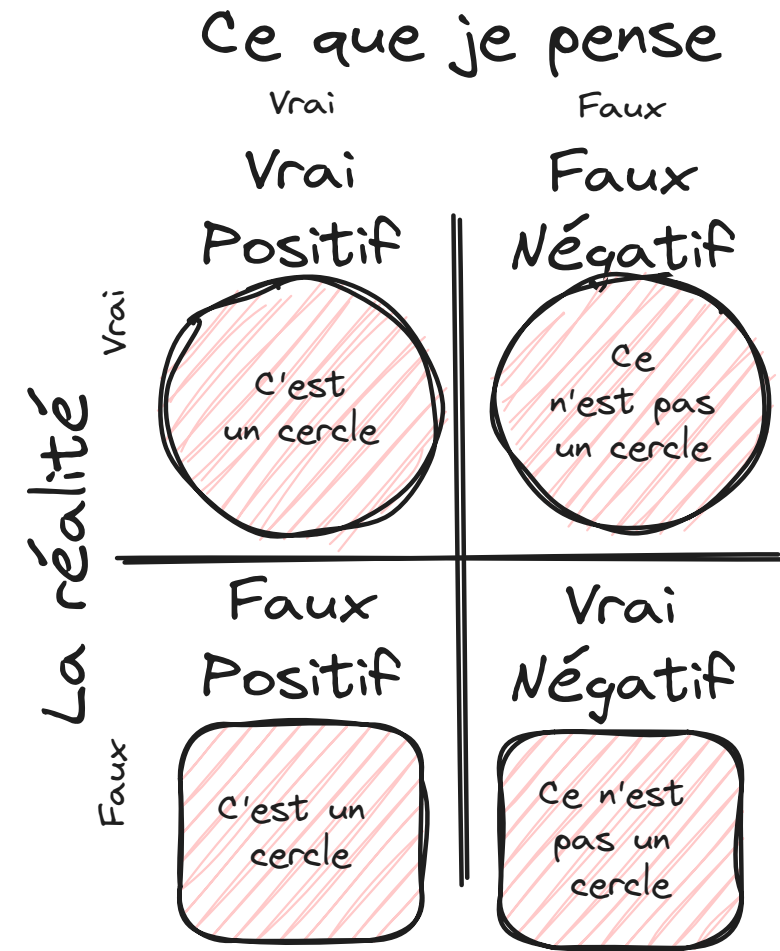 Ce que je pense
Vrai
Faux
Vrai
Positif
Faux
Négatif
Vrai
C'est
un cercle
Ce
n'est pas
un cercle
La réalité
Faux
Positif
Vrai
Négatif
Faux
C'est un
cercle
Ce n'est
pas un
cercle